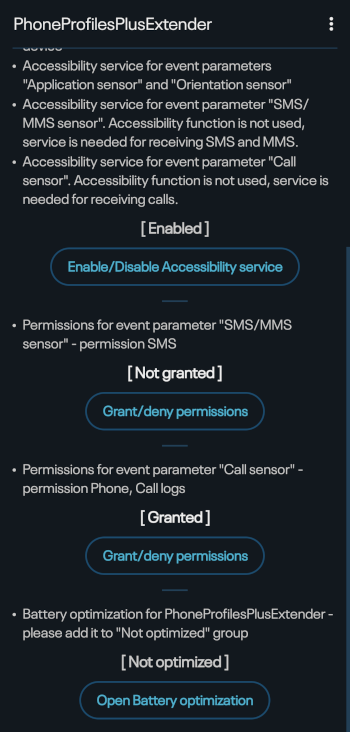 PhoneProfilesPlusExtender
device
• Accessibility service for event parameters
"Application sensor" and "Orientation sensor"
• Accessibility service for event parameter "SMS/
MMS sensor". Accessibility function is not used,
service is needed for receiving SMS and MMS.
• Accessibility service for event parameter "Call
sensor". Accessibility function is not used, service is
needed for receiving calls.
[ Enabled ]
Enable/Disable Accessibility service
• Permissions for event parameter "SMS/MMS
sensor" - permission SMS
[ Not granted ]
Grant/deny permissions
• Permissions for event parameter "Call sensor" -
permission Phone, Call logs
[ Granted ]
Grant/deny permissions
• Battery optimization for PhoneProfilesPlusExtender -
please add it to "Not optimized" group
[ Not optimized ]
Open Battery optimization